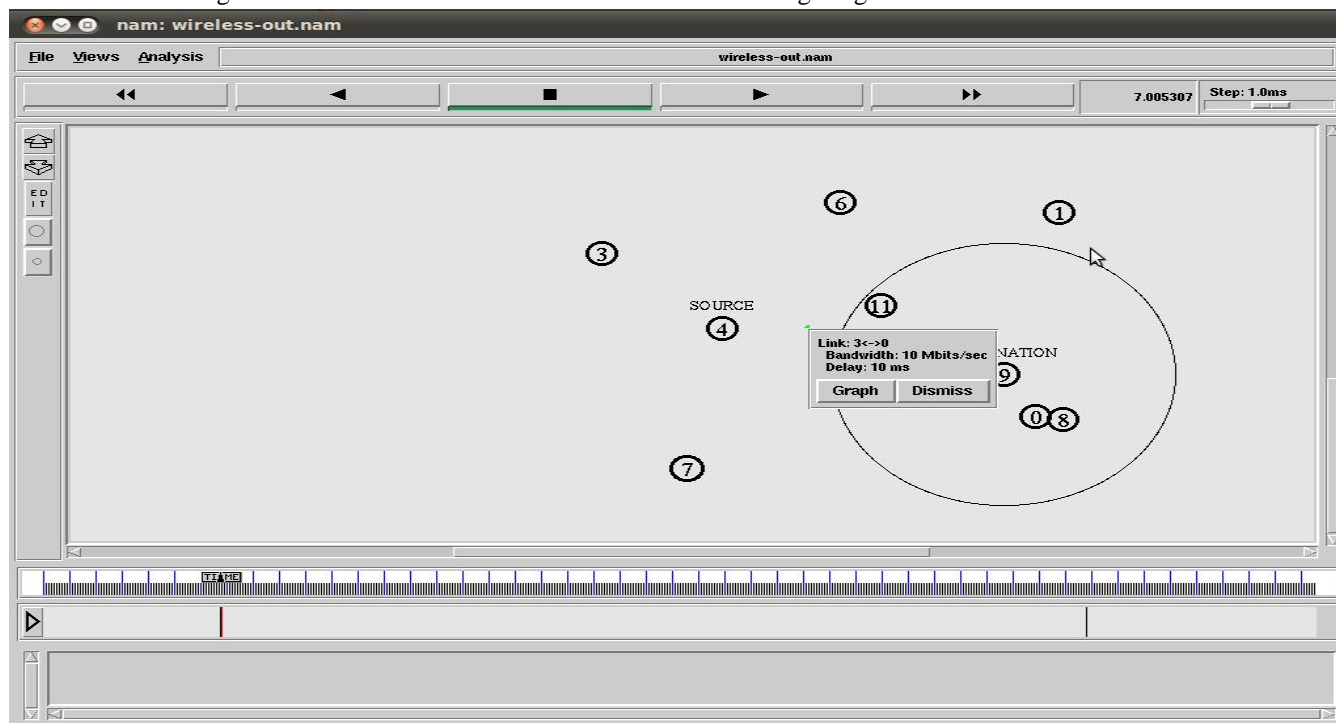 nam: wireless-out.nam
File Views Analysis wireless-out.nam
7.005307 Step: 1.0ms
ED
IT
6
1
3
SOURCE
11
4
Link: 3<->0
Bandwidth: 10 Mbits/sec
Delay: 10 ms
Graph Dismiss
NATION
9
0 8
7
TIME